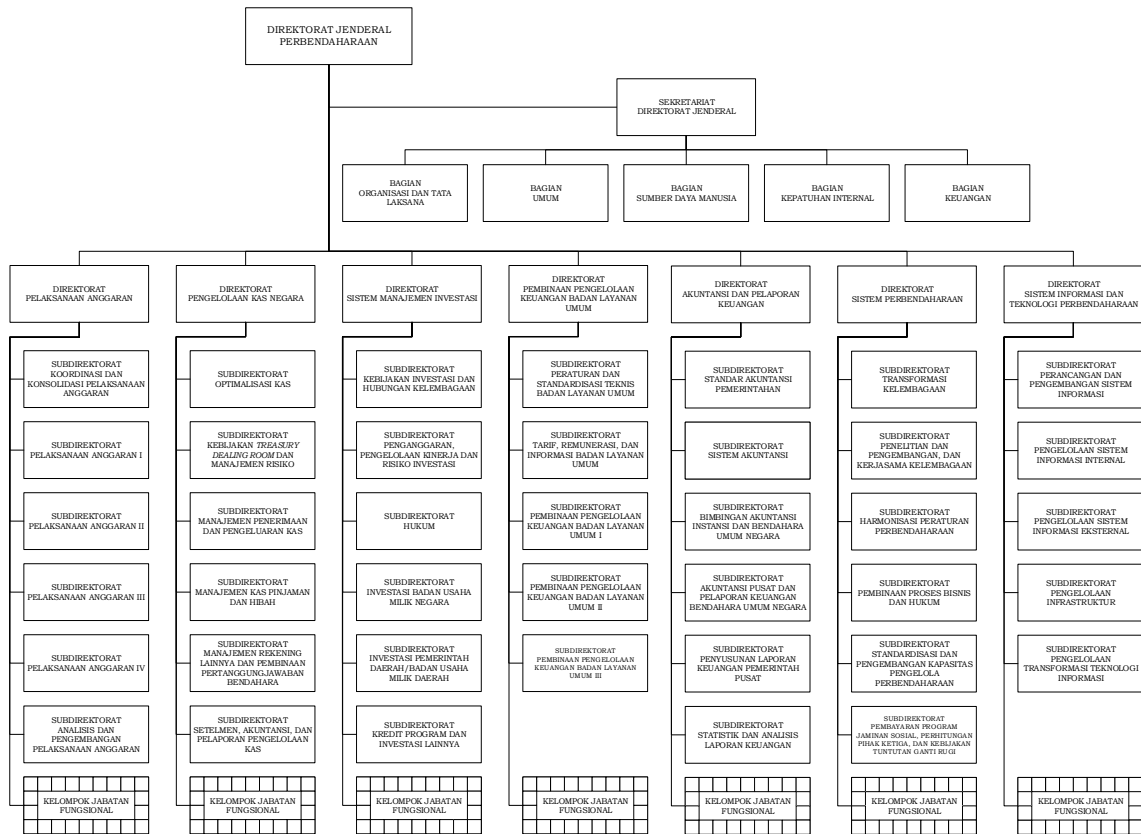 DIREKTORAT JENDERAL
PERBENDAHARAAN
SEKRETARIAT
DIREKTORAT JENDERAL
BAGIAN
ORGANISASI DAN TATA
LAKSANA
BAGIAN
UMUM
BAGIAN
SUMBER DAYA MANUSIA
BAGIAN
KEPATUHAN INTERNAL
BAGIAN
KEUANGAN
DIREKTORAT
PELAKSANAAN ANGGARAN
DIREKTORAT
PENGELOLAAN KAS NEGARA
DIREKTORAT
SISTEM MANAJEMEN INVESTASI
DIREKTORAT
PEMBINAAN PENGELOLAAN
KEUANGAN BADAN LAYANAN
UMUM
DIREKTORAT
AKUNTANSI DAN PELAPORAN
KEUANGAN
DIREKTORAT
SISTEM PERBENDAHARAAN
DIREKTORAT
SISTEM INFORMASI DAN
TEKNOLOGI PERBENDAHARAAN
SUBDIREKTORAT
KOORDINASI DAN
KONSOLIDASI PELAKSANAAN
ANGGARAN
SUBDIREKTORAT
OPTIMALISASI KAS
SUBDIREKTORAT
KEBIJAKAN INVESTASI DAN
HUBUNGAN KELEMBAGAAN
SUBDIREKTORAT
PERATURAN DAN
STANDARDISASI TEKNIS
BADAN LAYANAN UMUM
SUBDIREKTORAT
STANDAR AKUNTANSI
PEMERINTAHAN
SUBDIREKTORAT
TRANSFORMASI
KELEMBAGAAN
SUBDIREKTORAT
PERANCANGAN DAN
PENGEMBANGAN SISTEM
INFORMASI
SUBDIREKTORAT
PELAKSANAAN ANGGARAN I
SUBDIREKTORAT
KEBIJAKAN TREASURY
DEALING ROOM DAN
MANAJEMEN RISIKO
SUBDIREKTORAT
PENGANGGARAN,
PENGELOLAAN KINERJA DAN
RISIKO INVESTASI
SUBDIREKTORAT
TARIF, REMUNERASI, DAN
INFORMASI BADAN LAYANAN
UMUM
SUBDIREKTORAT
SISTEM AKUNTANSI
SUBDIREKTORAT
PENELITIAN DAN
PENGEMBANGAN, DAN
KERJASAMA KELEMBAGAAN
SUBDIREKTORAT
PENGELOLAAN SISTEM
INFORMASI INTERNAL
SUBDIREKTORAT
PELAKSANAAN ANGGARAN II
SUBDIREKTORAT
MANAJEMEN PENERIMAAN
DAN PENGELUARAN KAS
SUBDIREKTORAT
HUKUM
SUBDIREKTORAT
PEMBINAAN PENGELOLAAN
KEUANGAN BADAN LAYANAN
UMUM I
SUBDIREKTORAT
BIMBINGAN AKUNTANSI
INSTANSI DAN BENDAHARA
UMUM NEGARA
SUBDIREKTORAT
HARMONISASI PERATURAN
PERBENDAHARAAN
SUBDIREKTORAT
PENGELOLAAN SISTEM
INFORMASI EKSTERNAL
SUBDIREKTORAT
PELAKSANAAN ANGGARAN III
SUBDIREKTORAT
MANAJEMEN KAS PINJAMAN
DAN HIBAH
SUBDIREKTORAT
INVESTASI BADAN USAHA
MILIK NEGARA
SUBDIREKTORAT
PEMBINAAN PENGELOLAAN
KEUANGAN BADAN LAYANAN
UMUM II
SUBDIREKTORAT
AKUNTANSI PUSAT DAN
PELAPORAN KEUANGAN
BENDAHARA UMUM NEGARA
SUBDIREKTORAT
PEMBINAAN PROSES BISNIS
DAN HUKUM
SUBDIREKTORAT
PENGELOLAAN
INFRASTRUKTUR
SUBDIREKTORAT
PELAKSANAAN ANGGARAN IV
SUBDIREKTORAT
MANAJEMEN REKENING
LAINNYA DAN PEMBINAAN
PERTANGGUNGJAWABAN
BENDAHARA
SUBDIREKTORAT
INVESTASI PEMERINTAH
DAERAH/BADAN USAHA
MILIK DAERAH
SUBDIREKTORAT
PEMBINAAN PENGELOLAAN
KEUANGAN BADAN LAYANAN
UMUM III
SUBDIREKTORAT
PENYUSUNAN LAPORAN
KEUANGAN PEMERINTAH
PUSAT
SUBDIREKTORAT
STANDARDISASI DAN
PENGEMBANGAN KAPASITAS
PENGELOLA
PERBENDAHARAAN
SUBDIREKTORAT
PENGELOLAAN
TRANSFORMASI TEKNOLOGI
INFORMASI
SUBDIREKTORAT
ANALISIS DAN
PENGEMBANGAN
PELAKSANAAN ANGGARAN
SUBDIREKTORAT
SETELMEN, AKUNTANSI, DAN
PELAPORAN PENGELOLAAN
KAS
SUBDIREKTORAT
KREDIT PROGRAM DAN
INVESTASI LAINNYA
SUBDIREKTORAT
STATISTIK DAN ANALISIS
LAPORAN KEUANGAN
SUBDIREKTORAT
PEMBAYARAN PROGRAM
JAMINAN SOSIAL, PERHITUNGAN
PIHAK KETIGA, DAN KEBIJAKAN
TUNTUTAN GANTI RUGI
KELOMPOK JABATAN
FUNGSIONAL
KELOMPOK JABATAN
FUNGSIONAL
KELOMPOK JABATAN
FUNGSIONAL
KELOMPOK JABATAN
FUNGSIONAL
KELOMPOK JABATAN
FUNGSIONAL
KELOMPOK JABATAN
FUNGSIONAL
KELOMPOK JABATAN
FUNGSIONAL